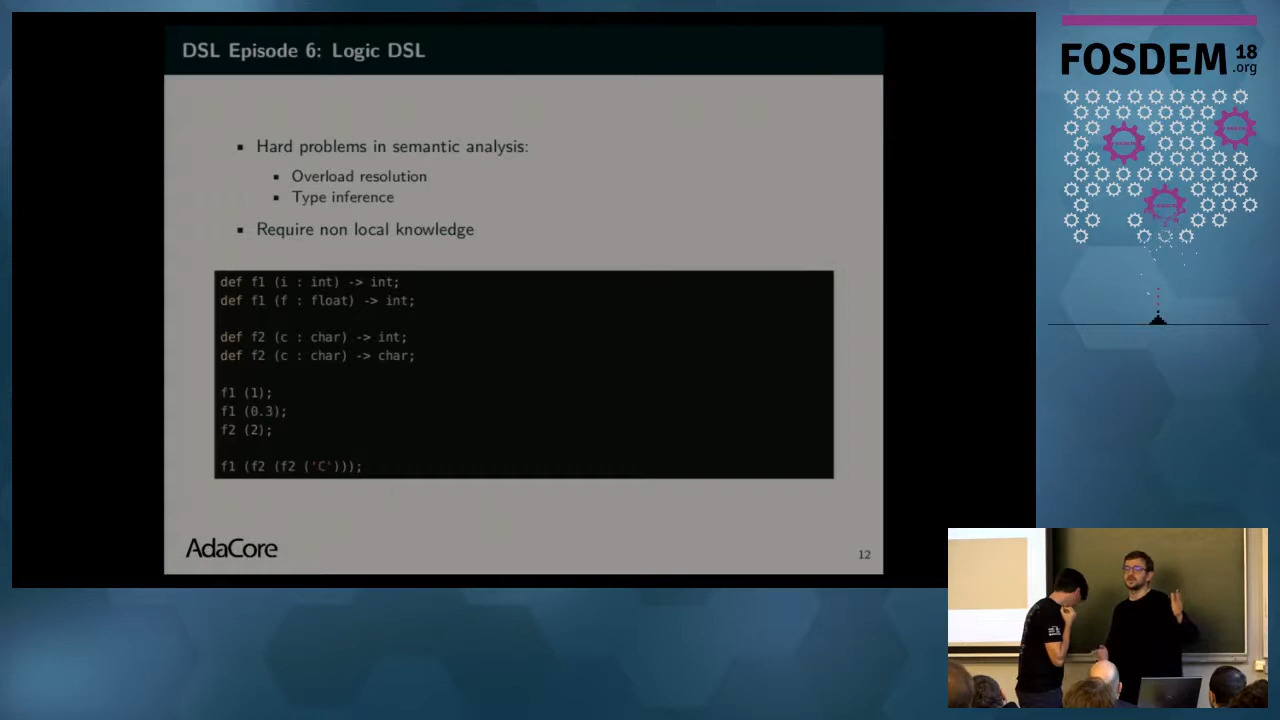 DSL Episode 6: Logic DSL
Hard problems in semantic analysis:
Overload resolution
Type inference
Require non local knowledge
def f1 (i : int) -> int;
def f1 (f : float) -> int;
def f2 (c : char) -> int;
def f2 (c : char) -> char;
f1 (1);
f1 (0.3);
f2 (2);
f1 (f2 (f2 ('C')));
AdaCore
12
FOSDEM 18
.org